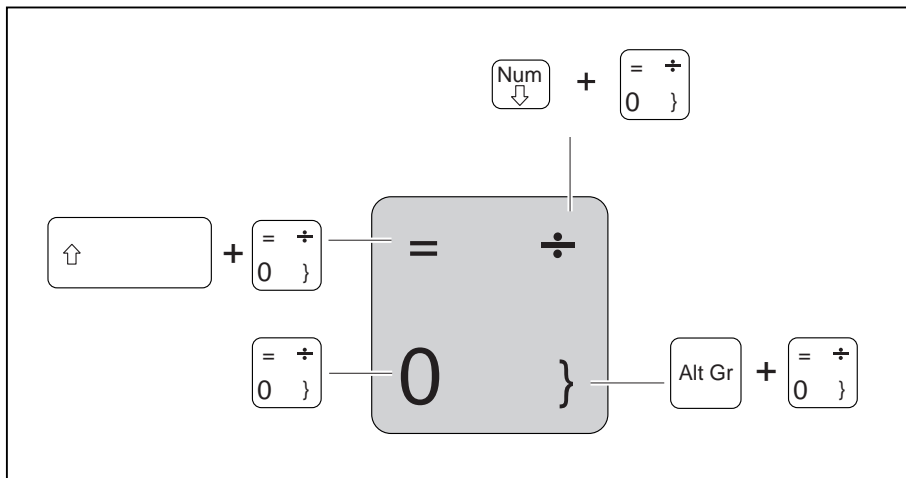 Num + = ÷
⇩ 0 }
= ÷
⇧ + = ÷
0 }
= ÷
0 }
0 }
Alt Gr + = ÷
0 }